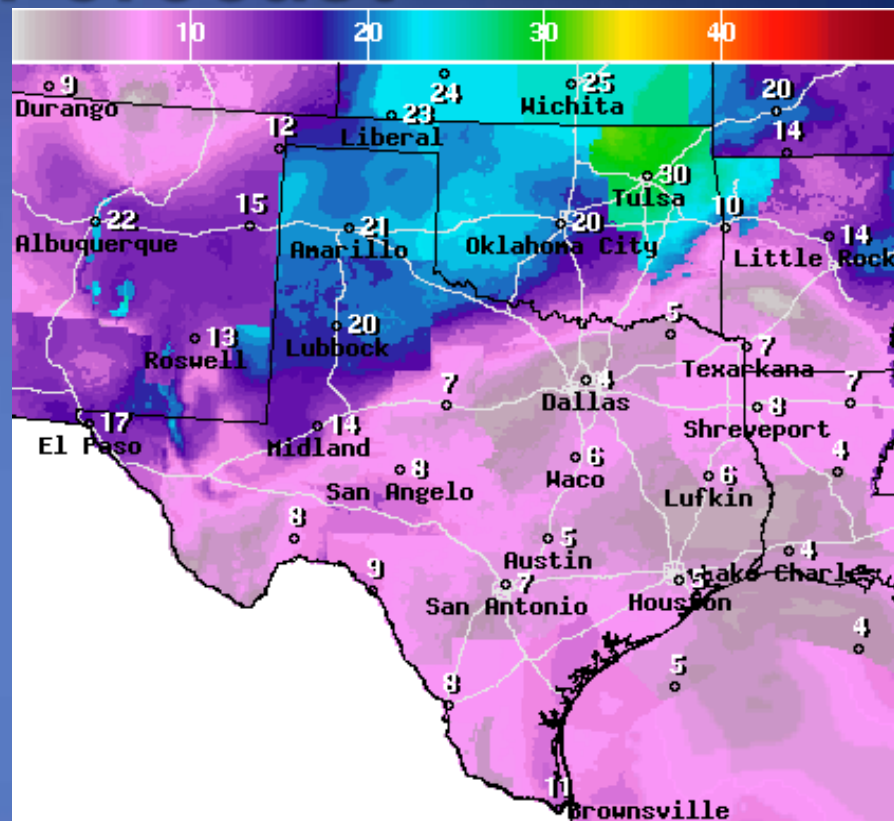 10 20 30 40
9
Durango
24
25
Wichita
23
Liberal
20
12
14
30
Tulsa
22
Albuquerque
15
21
Amarillo
20
Oklahoma City
10
14
Little Rock
13
Roswell
20
Lubbock
5
7
Texarkana
4
Dallas
7
8
Shreveport
7
17
El Paso
14
Midland
8
San Angelo
6
Waco
6
Lufkin
4
8
5
Austin
4
Lake Charles
9
7
San Antonio
5
Houston
4
5
8
11
Brownsville